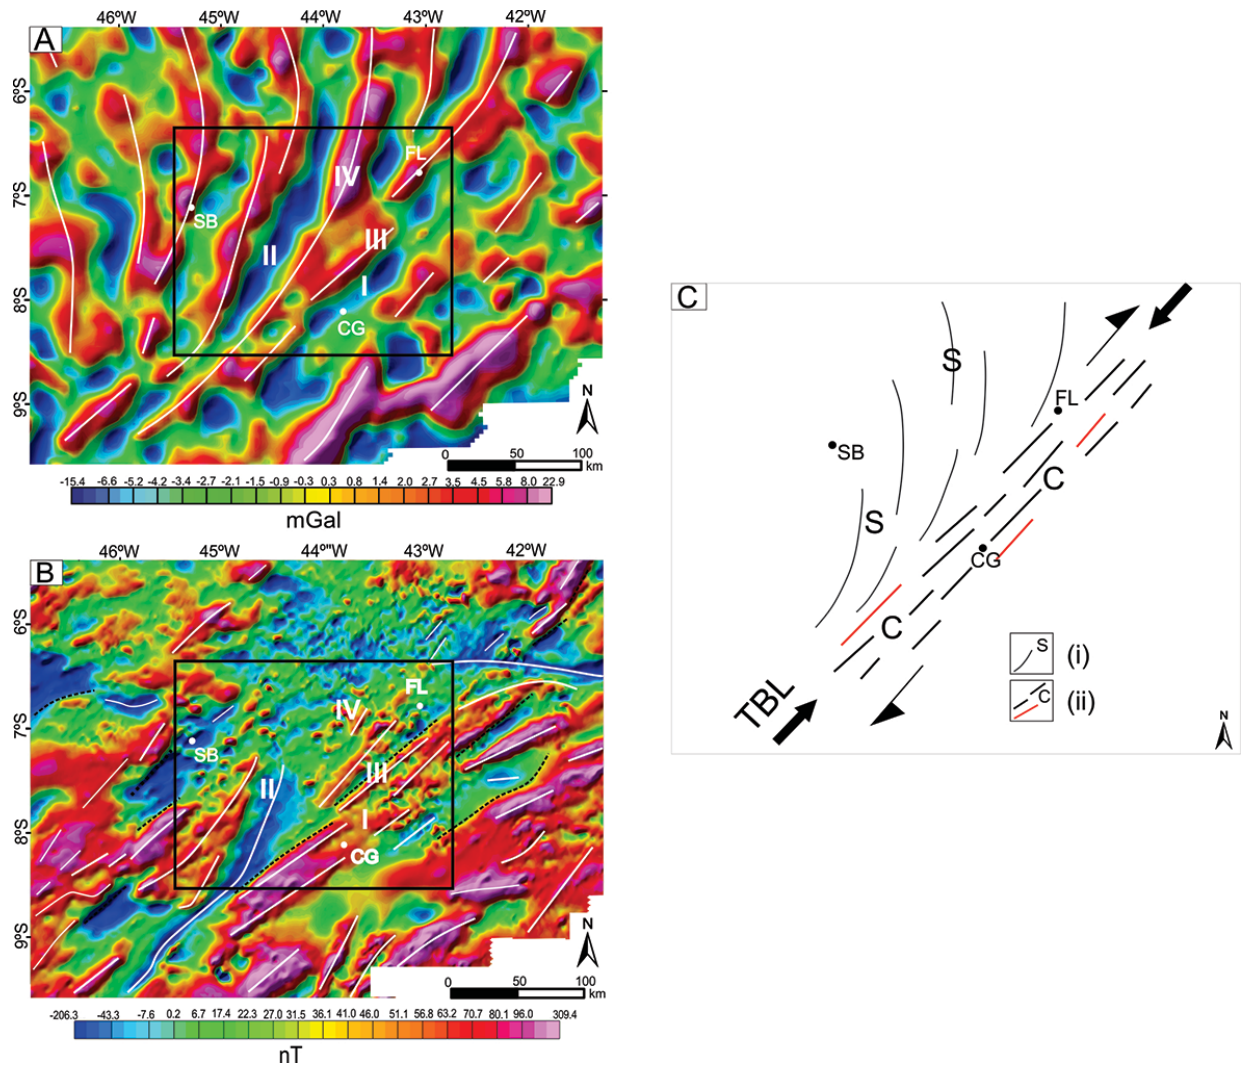 46ºW 45ºW 44ºW 43ºW 42ºW
A
6ºS
7ºS
8ºS
9ºS
FL
IV
SB
III
II
I
CG
N
0 50 100
km
-15.4 -6.6 -5.2 -4.2 -3.4 -2.7 -2.1 -1.5 -0.9 -0.3 0.3 0.8 1.4 2.0 2.7 3.5 4.5 5.8 8.0 22.9
mGal
46ºW 45ºW 44ºW 43ºW 42ºW
B
6ºS
7ºS
8ºS
9ºS
FL
IV
SB
III
II
I
CG
N
0 50 100
km
-206.3 -43.3 -7.6 0.2 6.7 17.4 22.3 27.0 31.5 36.1 41.0 46.0 51.1 56.8 63.2 70.7 80.1 96.0 309.4
nT
C
S
FL
SB
C
S
CG
C
S (i)
C (ii)
TBL
N